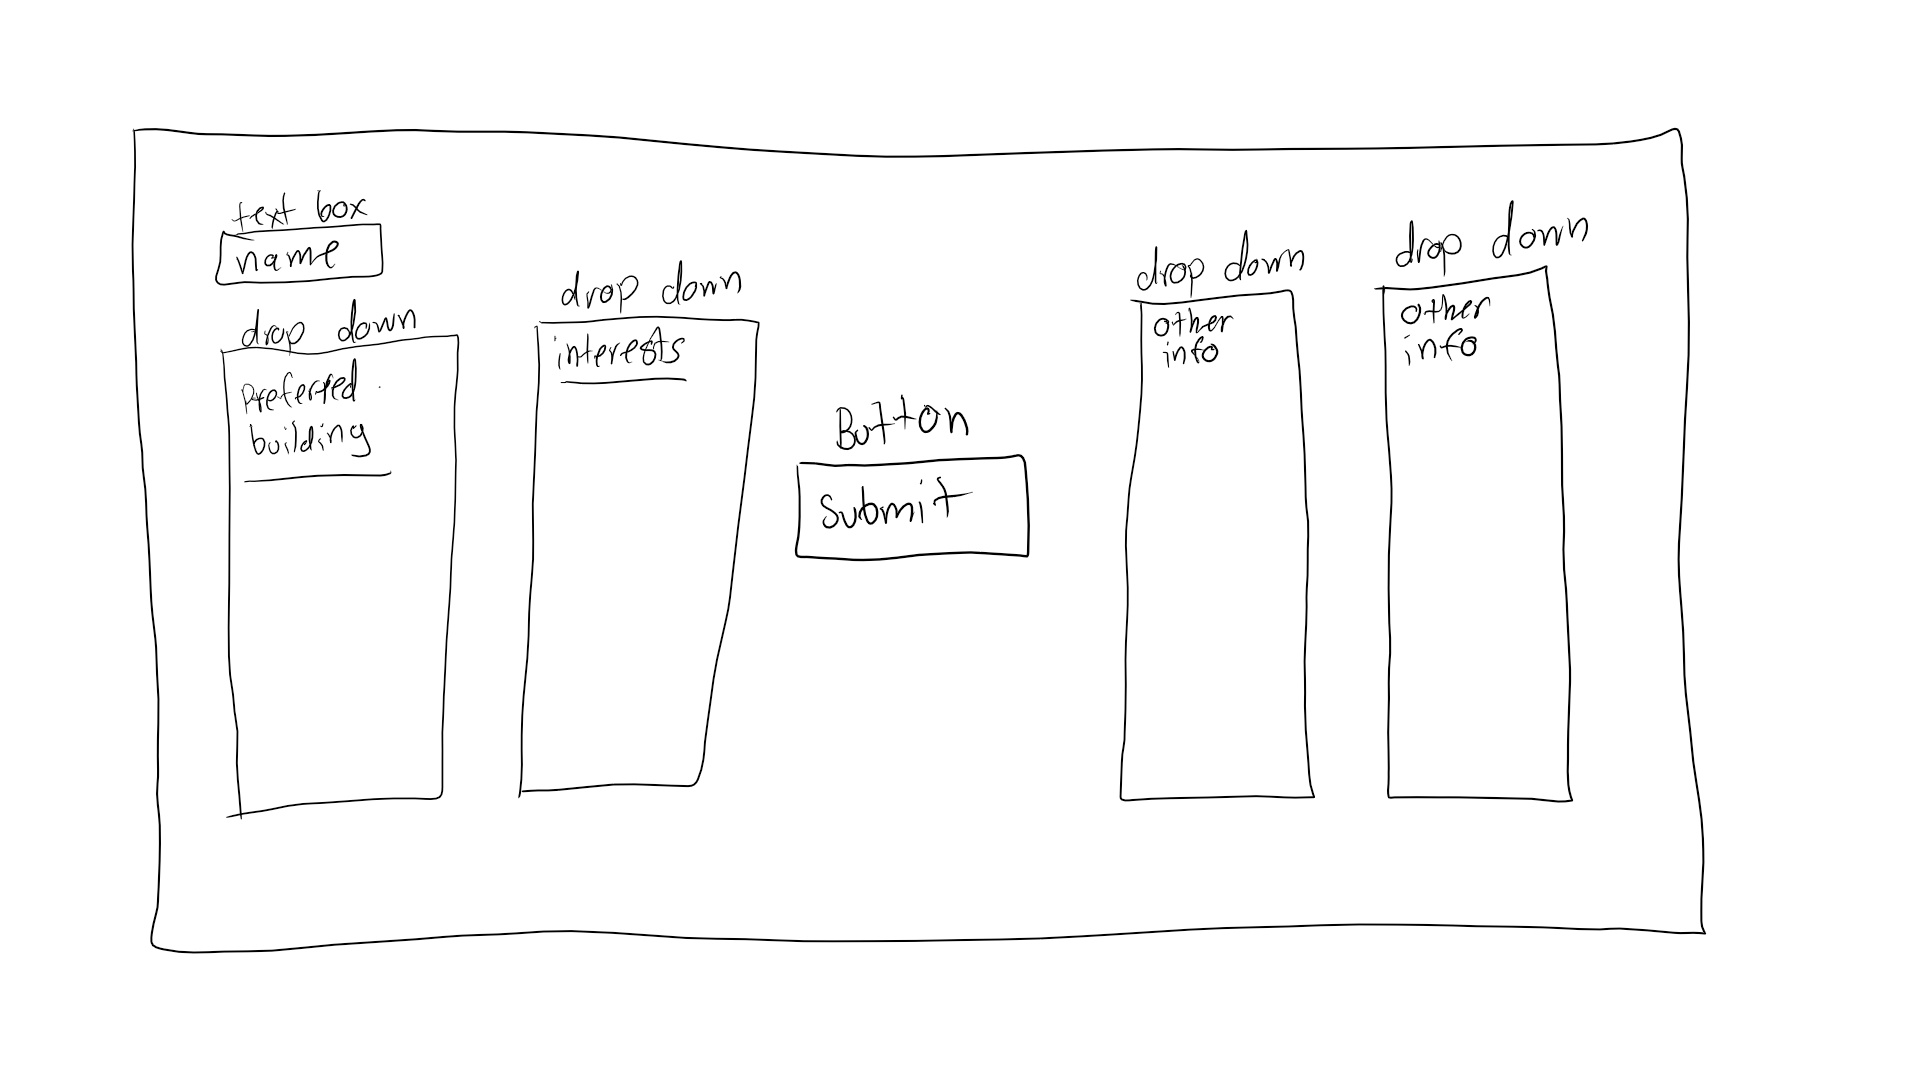 text box
name
drop down
Preferred
building
drop down
interests
Button
Submit
drop down
other
info
drop down
other
info